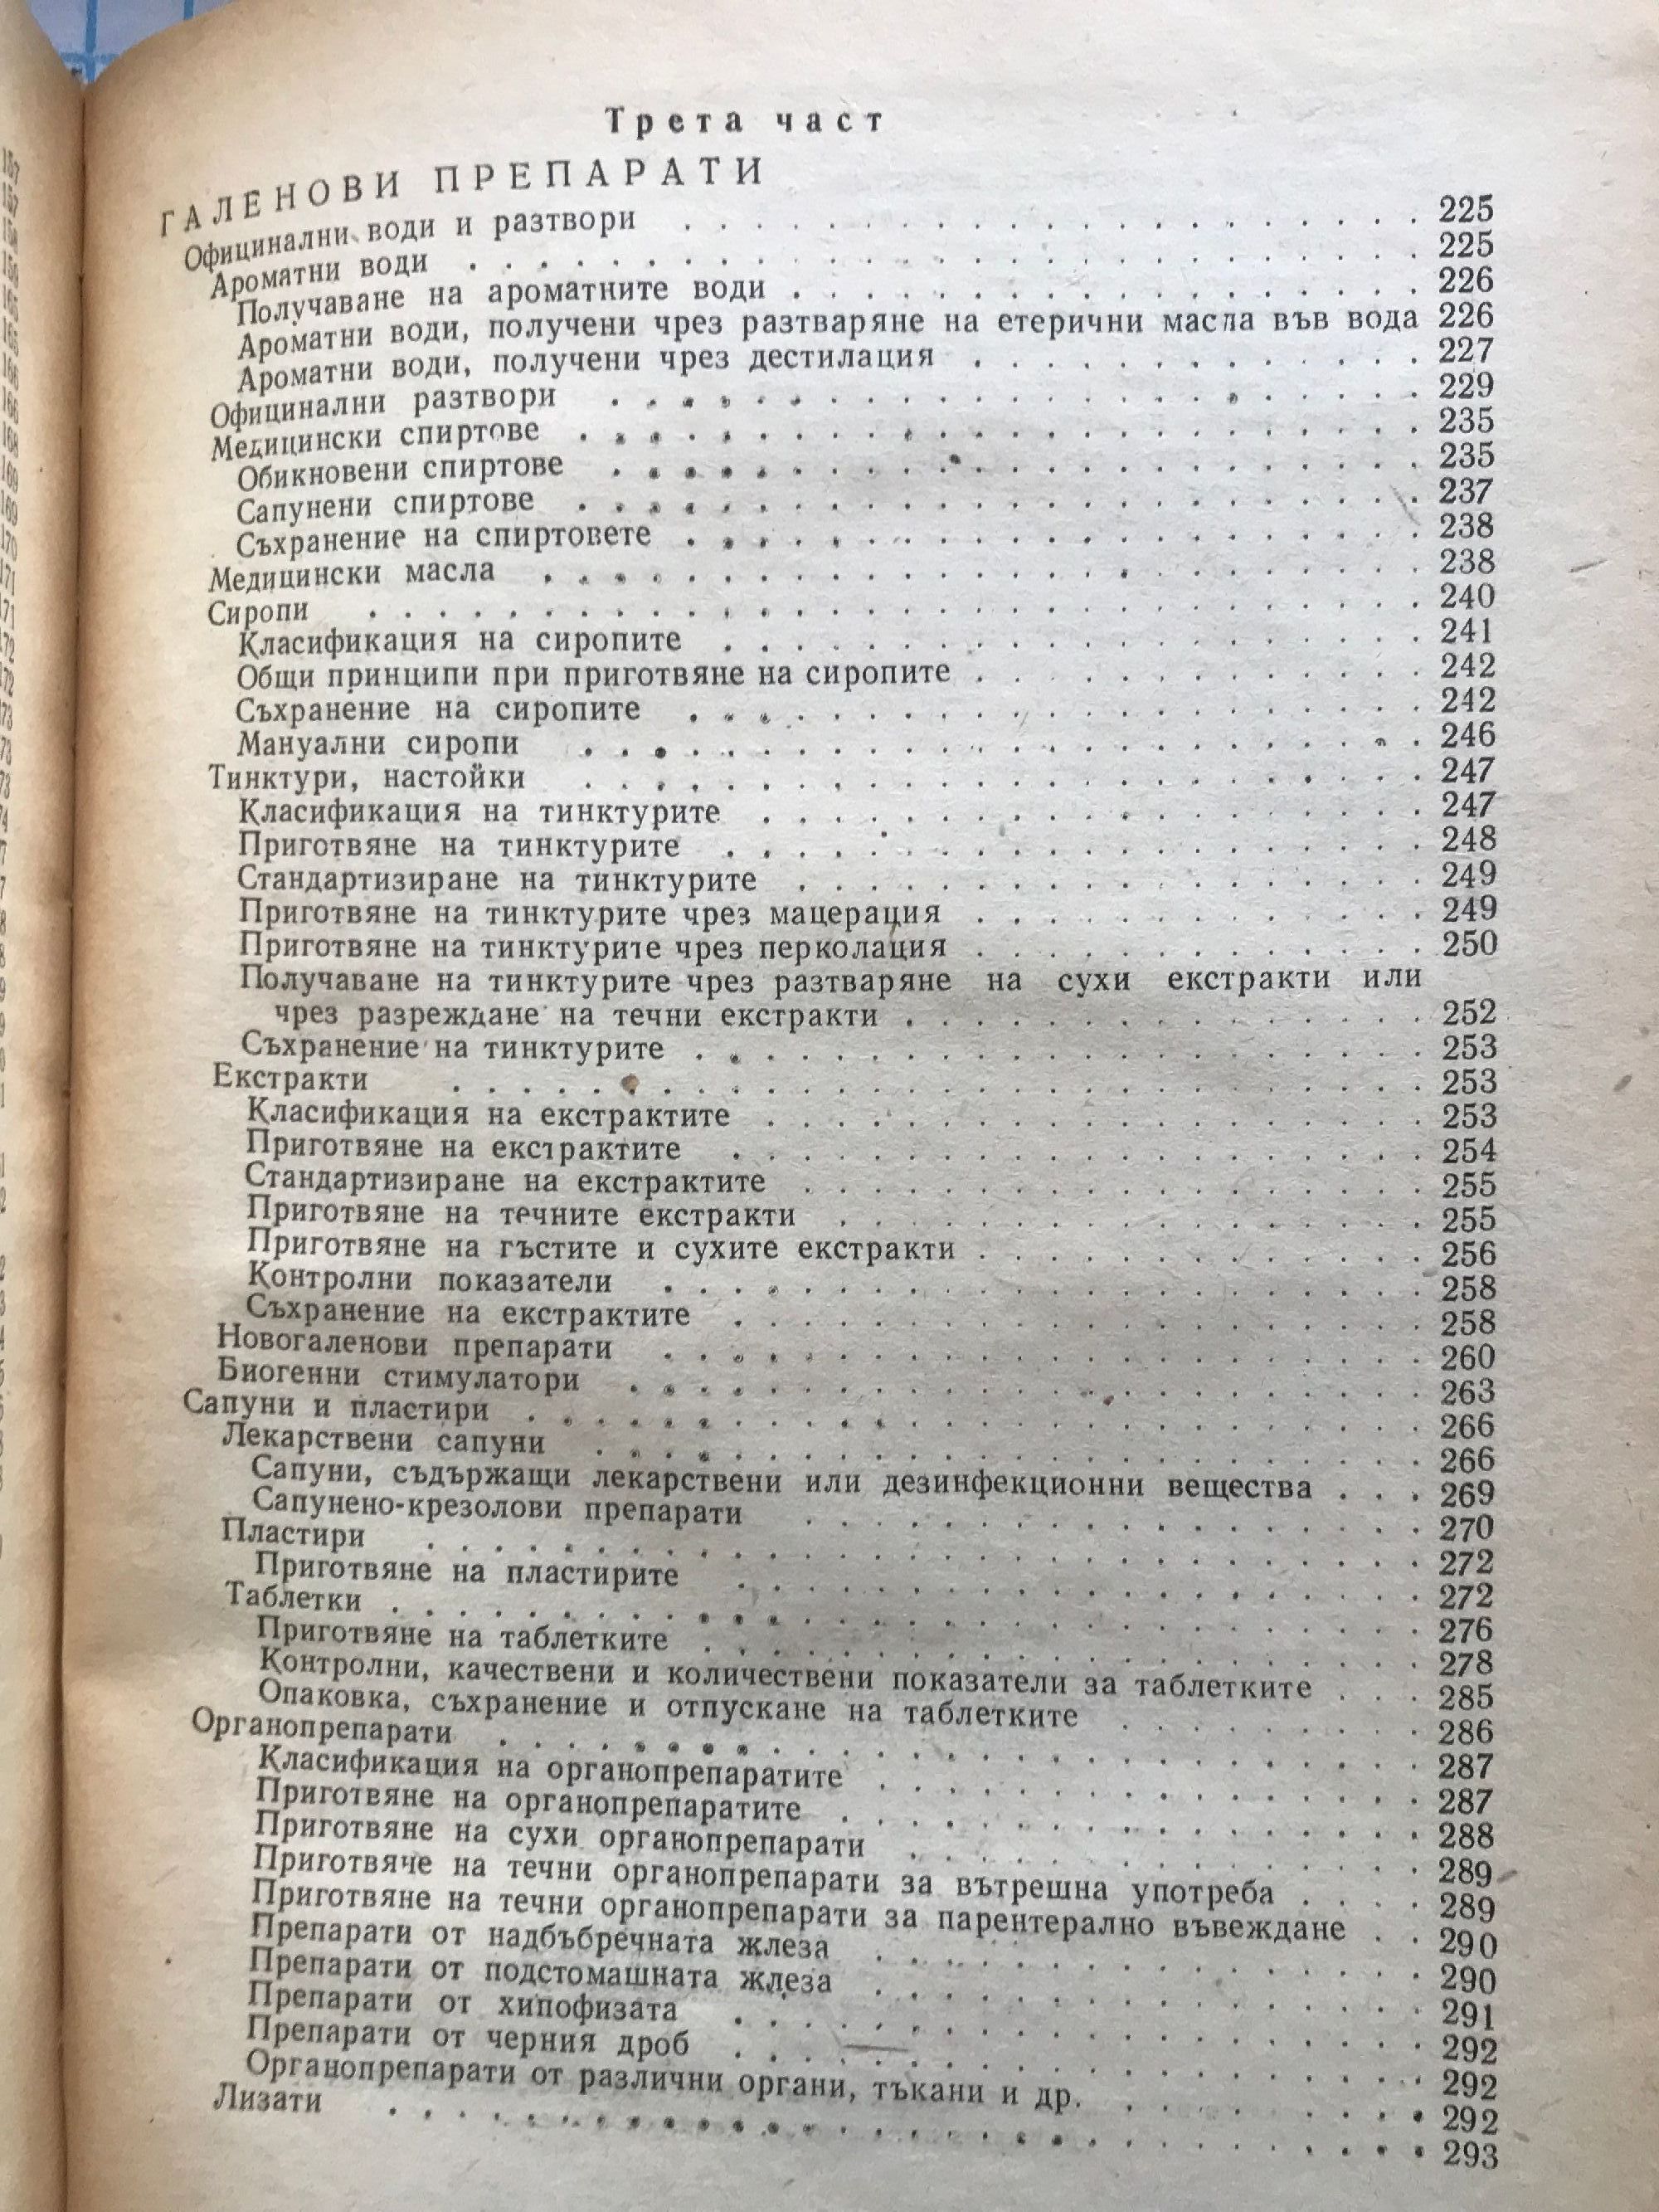 Трета част
ГАЛЕНОВИ ПРЕПАРАТИ
Официнални води и разтвори . . . . . 225
Ароматни води . . . . . 225
Получаване на ароматните води . . . . . 226
Ароматни води, получени чрез разтваряне на етерични масла във вода 226
Ароматни води, получени чрез дестилация . . . . . 227
Официнални разтвори . . . . . 229
Медицински спиртове . . . . . 235
Обикновени спиртове . . . . . 235
Сапунени спиртове . . . . . 237
Съхранение на спиртовете . . . . . 238
Медицински масла . . . . . 238
Сиропи . . . . . 240
Класификация на сиропите . . . . . 241
Общи принципи при приготвяне на сиропите . . . . . 242
Съхранение на сиропите . . . . . 242
Мануални сиропи . . . . . 246
Тинктури, настойки . . . . . 247
Класификация на тинктурите . . . . . 247
Приготвяне на тинктурите . . . . . 248
Стандартизиране на тинктурите . . . . . 249
Приготвяне на тинктурите чрез мацерация . . . . . 249
Приготвяне на тинктурите чрез перколация . . . . . 250
Получаване на тинктурите чрез разтваряне на сухи екстракти или
чрез разреждане на течни екстракти . . . . . 252
Съхранение на тинктурите . . . . . 253
Екстракти . . . . . 253
Класификация на екстрактите . . . . . 253
Приготвяне на екстрактите . . . . . 254
Стандартизиране на екстрактите . . . . . 255
Приготвяне на течните екстракти . . . . . 255
Приготвяне на гъстите и сухите екстракти . . . . . 256
Контролни показатели . . . . . 258
Съхранение на екстрактите . . . . . 258
Новогаленови препарати . . . . . 260
Биогенни стимулатори . . . . . 263
Сапуни и пластири . . . . . 266
Лекарствени сапуни . . . . . 266
Сапуни, съдържащи лекарствени или дезинфекционни вещества . . . 269
Сапунено-крезолови препарати . . . . . 270
Пластири . . . . . 272
Приготвяне на пластирите . . . . . 272
Таблетки . . . . . 276
Приготвяне на таблетките . . . . . 278
Контролни, качествени и количествени показатели за таблетките . . . 285
Опаковка, съхранение и отпускане на таблетките . . . . . 286
Органопрепарати . . . . . 287
Класификация на органопрепаратите . . . . . 287
Приготвяне на органопрепаратите . . . . . 288
Приготвяне на сухи органопрепарати . . . . . 289
Приготвяче на течни органопрепарати за вътрешна употреба . . . . 289
Приготвяне на течни органопрепарати за парентерално въвеждане . . 290
Препарати от надбъбречната жлеза . . . . . 290
Препарати от подстомашната жлеза . . . . . 291
Препарати от хипофизата . . . . . 292
Препарати от черния дроб . . . . . 292
Органопрепарати от различни органи, тъкани и др. . . . . . 292
Лизати . . . . . 293